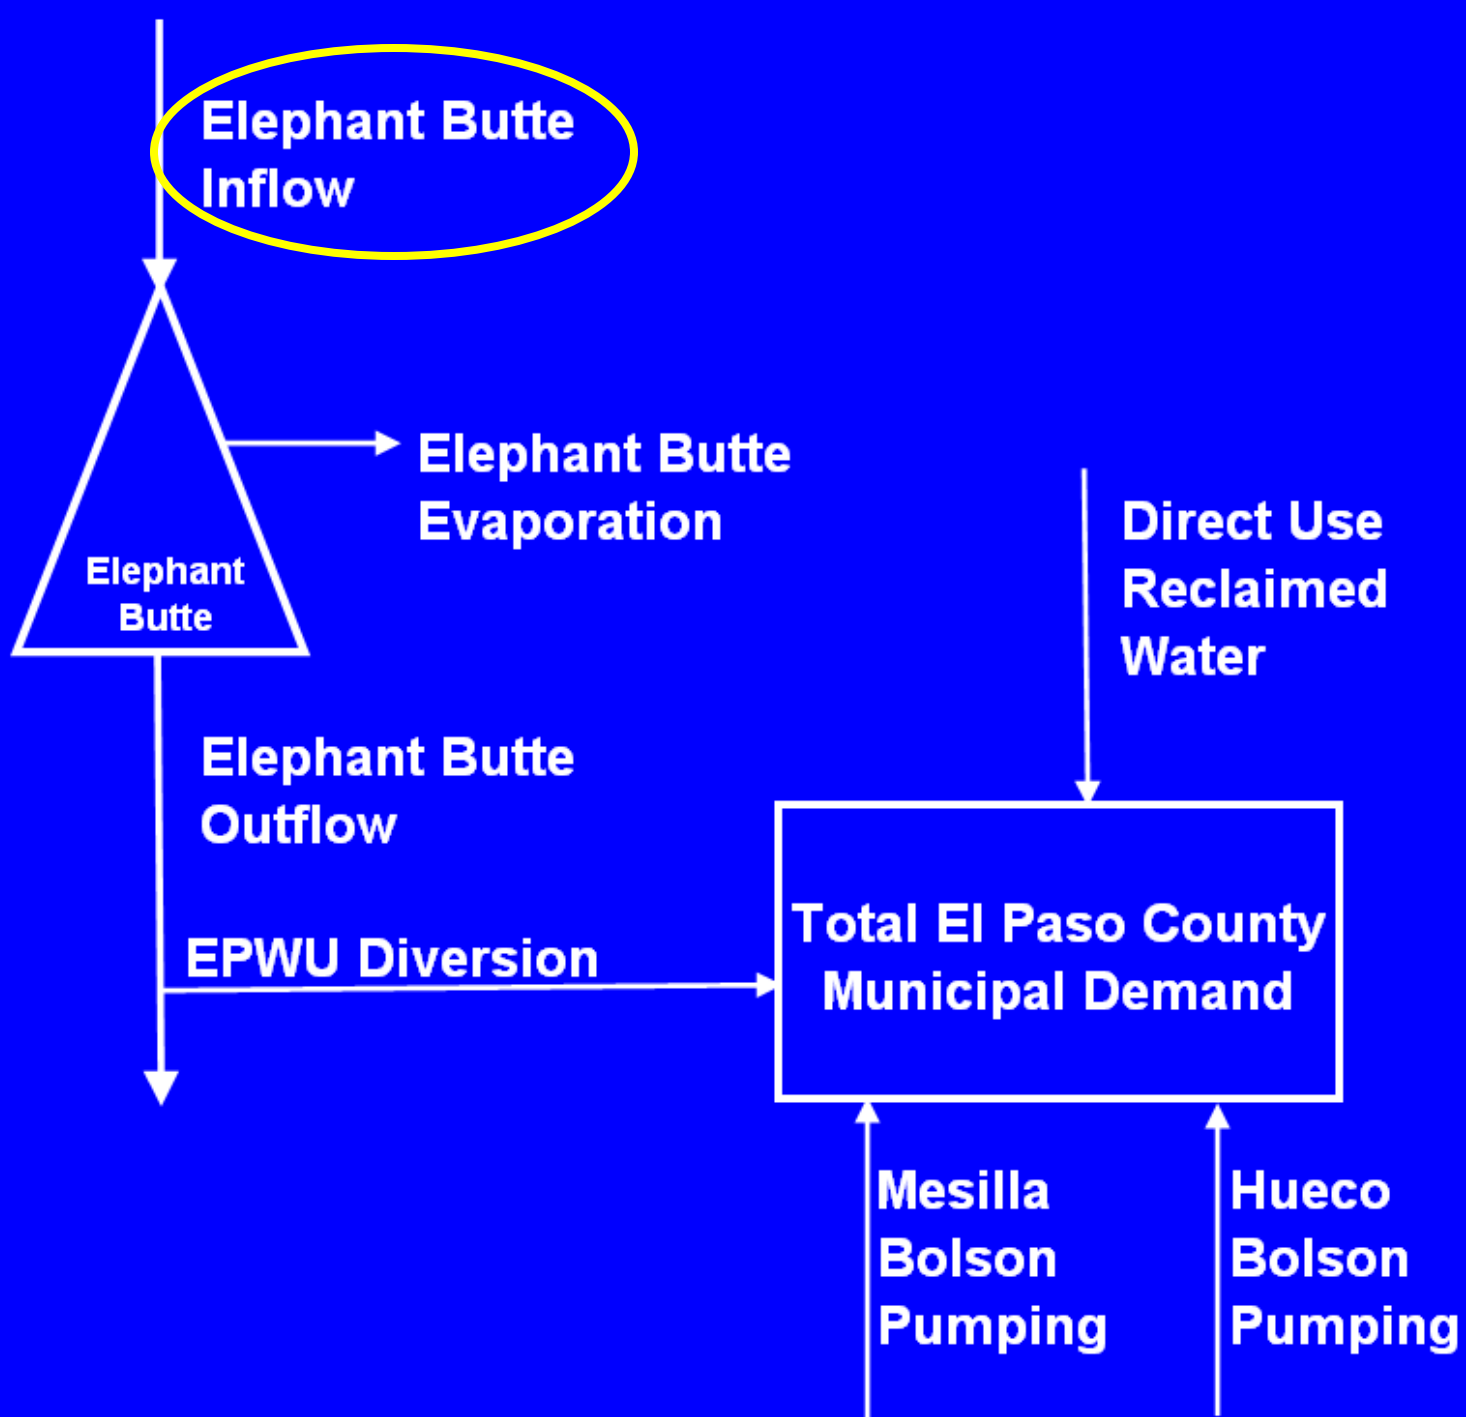 Elephant Butte
Inflow
Elephant Butte
Evaporation
Elephant
Butte
Direct Use
Reclaimed
Water
Elephant Butte
Outflow
EPWU Diversion
Total El Paso County
Municipal Demand
Mesilla
Bolson
Pumping
Hueco
Bolson
Pumping